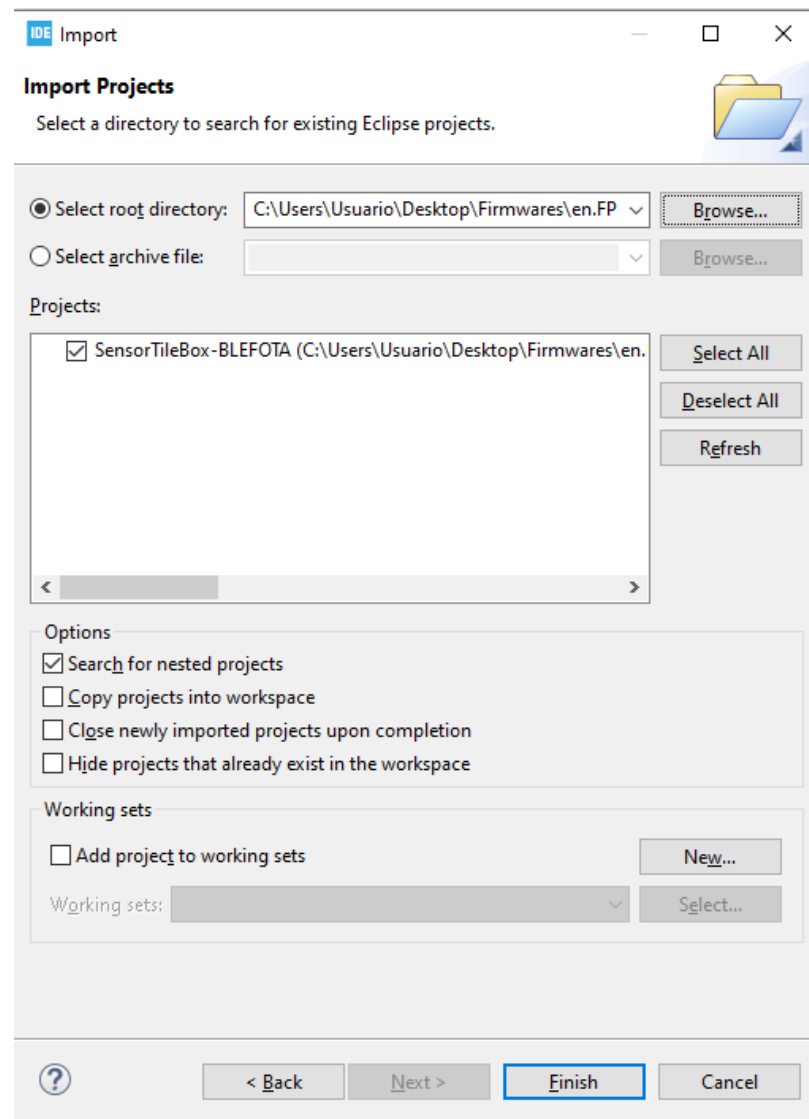 IDE Import
Import Projects
Select a directory to search for existing Eclipse projects.
Select root directory: C:\Users\Usuario\Desktop\Firmwares\en.FP Browse...
Select archive file: Browse...
Projects:
SensorTileBox-BLEFOTA (C:\Users\Usuario\Desktop\Firmwares\en. Select All
Deselect All
Refresh
Options
Search for nested projects
Copy projects into workspace
Close newly imported projects upon completion
Hide projects that already exist in the workspace
Working sets
Add project to working sets New...
Working sets: Select...
? < Back Next > Finish Cancel